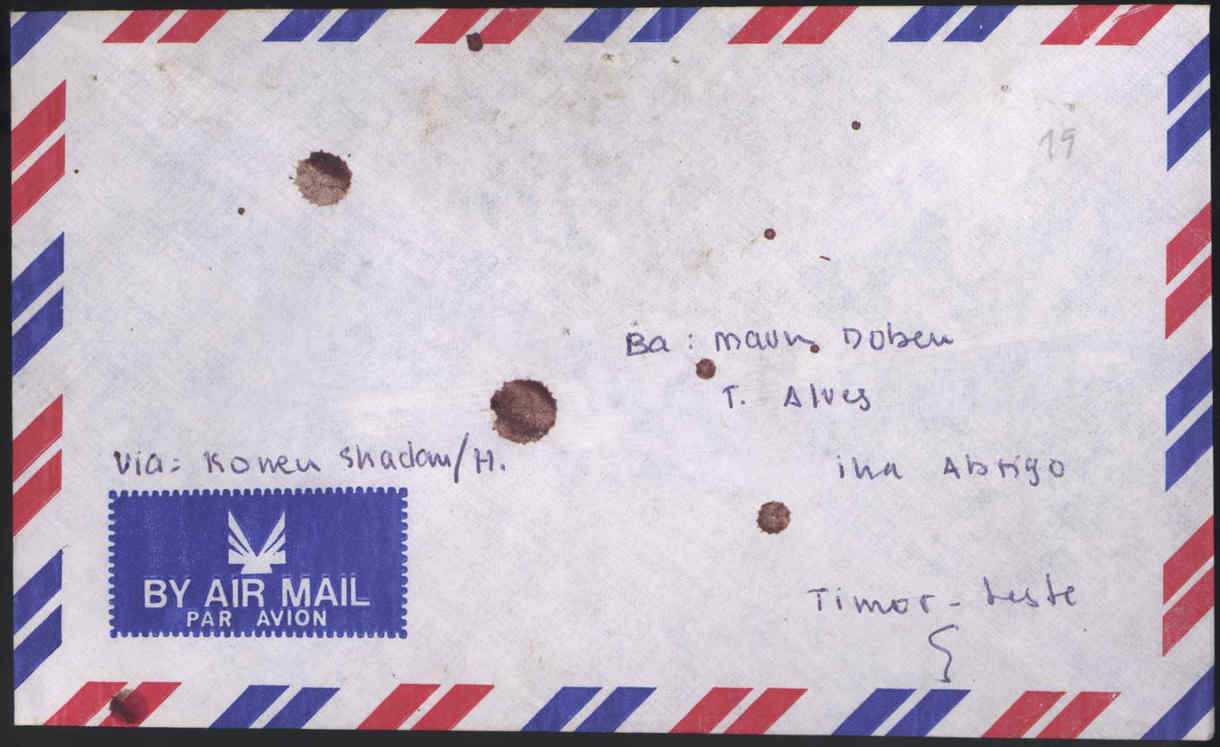 19
Ba: Maun Doben
T. Alves
Via: Konen Shadow/H.
iha Abrigo
BY AIR MAIL
PAR AVION
Timor-Leste